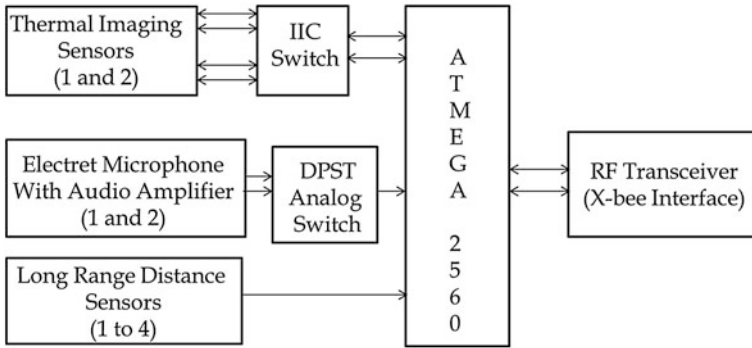 Thermal Imaging
Sensors
(1 and 2)
IIC
Switch
Electret Microphone
With Audio Amplifier
(1 and 2)
DPST
Analog
Switch
Long Range Distance
Sensors
(1 to 4)
A
T
M
E
G
A
2
5
6
0
RF Transceiver
(X-bee Interface)